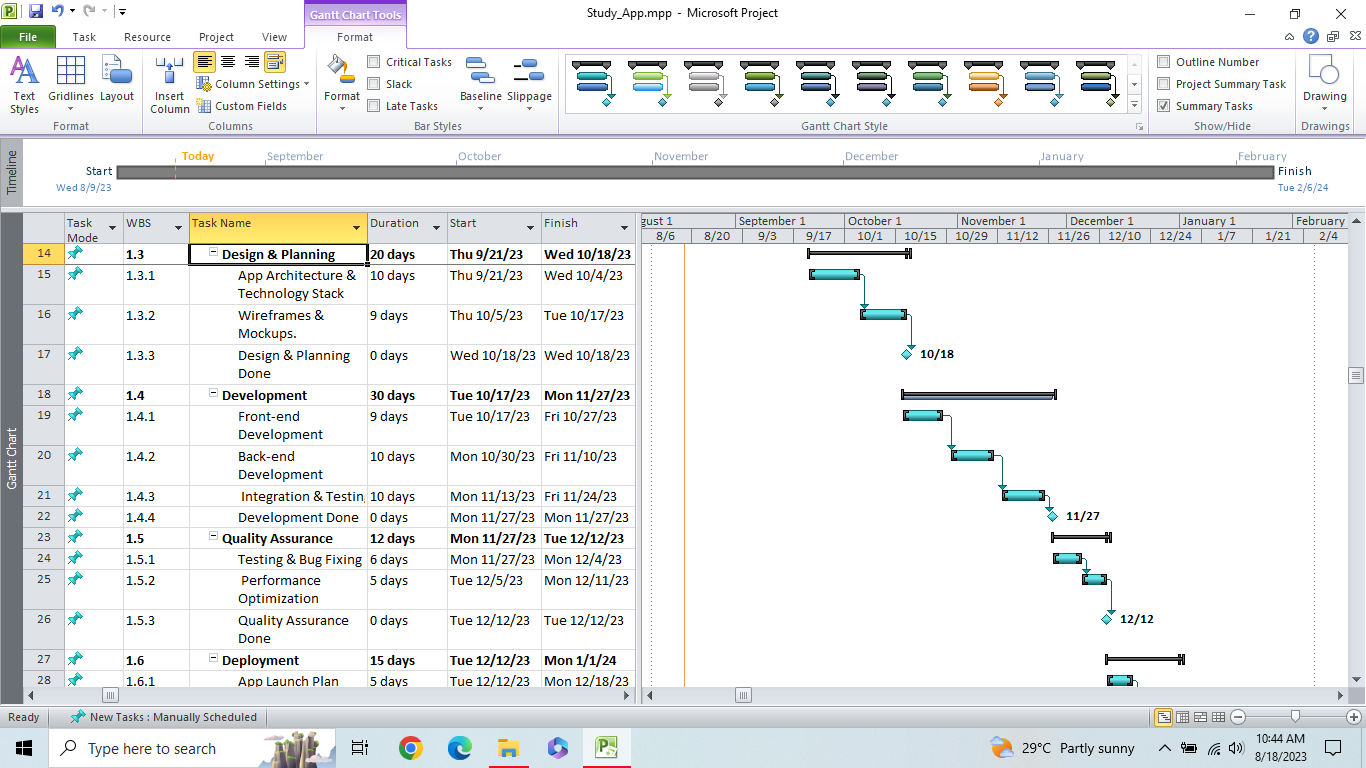 Study_App.mpp - Microsoft Project
Gantt Chart Tools
File Task Resource Project View Format
Text Styles
Gridlines
Layout
Format
Insert Column
Column Settings
Custom Fields
Columns
Format
Critical Tasks
Slack
Late Tasks
Baseline
Slippage
Bar Styles
Gantt Chart Style
Outline Number
Project Summary Task
Summary Tasks
Show/Hide
Drawing
Drawings
Timeline
Today September October November December January February
Start
Wed 8/9/23
Finish
Tue 2/6/24
Gantt Chart
Task Mode WBS Task Name Duration Start Finish
gust 1 September 1 October 1 November 1 December 1 January 1 February
8/6 8/20 9/3 9/17 10/1 10/15 10/29 11/12 11/26 12/10 12/24 1/7 1/21 2/4
14 1.3 Design & Planning 20 days Thu 9/21/23 Wed 10/18/23
15 1.3.1 App Architecture & Technology Stack 10 days Thu 9/21/23 Wed 10/4/23
16 1.3.2 Wireframes & Mockups. 9 days Thu 10/5/23 Tue 10/17/23
17 1.3.3 Design & Planning Done 0 days Wed 10/18/23 Wed 10/18/23 10/18
18 1.4 Development 30 days Tue 10/17/23 Mon 11/27/23
19 1.4.1 Front-end Development 9 days Tue 10/17/23 Fri 10/27/23
20 1.4.2 Back-end Development 10 days Mon 10/30/23 Fri 11/10/23
21 1.4.3 Integration & Testin 10 days Mon 11/13/23 Fri 11/24/23
22 1.4.4 Development Done 0 days Mon 11/27/23 Mon 11/27/23 11/27
23 1.5 Quality Assurance 12 days Mon 11/27/23 Tue 12/12/23
24 1.5.1 Testing & Bug Fixing 6 days Mon 11/27/23 Mon 12/4/23
25 1.5.2 Performance Optimization 5 days Tue 12/5/23 Mon 12/11/23
26 1.5.3 Quality Assurance Done 0 days Tue 12/12/23 Tue 12/12/23 12/12
27 1.6 Deployment 15 days Tue 12/12/23 Mon 1/1/24
28 1.6.1 App Launch Plan 5 days Tue 12/12/23 Mon 12/18/23
Ready New Tasks : Manually Scheduled
Type here to search
29°C Partly sunny
10:44 AM
8/18/2023